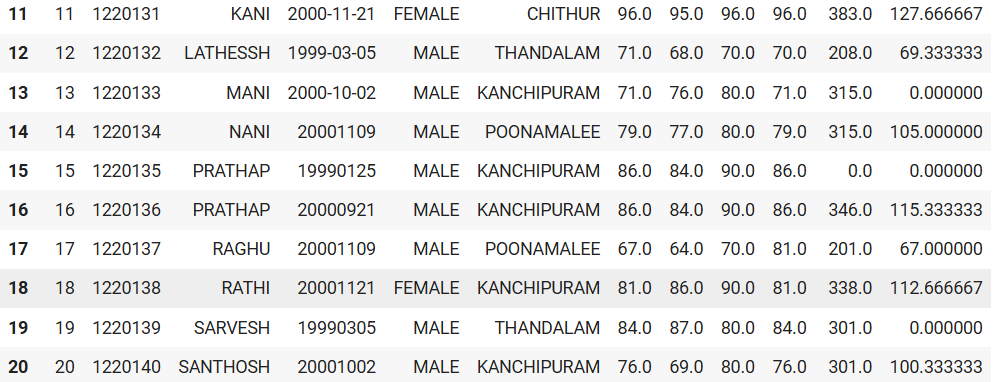 11 11 1220131 KANI 2000-11-21 FEMALE CHITHUR 96.0 95.0 96.0 96.0 383.0 127.666667
12 12 1220132 LATHESSH 1999-03-05 MALE THANDALAM 71.0 68.0 70.0 70.0 208.0 69.333333
13 13 1220133 MANI 2000-10-02 MALE KANCHIPURAM 71.0 76.0 80.0 71.0 315.0 0.000000
14 14 1220134 NANI 20001109 MALE POONAMALEE 79.0 77.0 80.0 79.0 315.0 105.000000
15 15 1220135 PRATHAP 19990125 MALE KANCHIPURAM 86.0 84.0 90.0 86.0 0.0 0.000000
16 16 1220136 PRATHAP 20000921 MALE KANCHIPURAM 86.0 84.0 90.0 86.0 346.0 115.333333
17 17 1220137 RAGHU 20001109 MALE POONAMALEE 67.0 64.0 70.0 81.0 201.0 67.000000
18 18 1220138 RATHI 20001121 FEMALE KANCHIPURAM 81.0 86.0 90.0 81.0 338.0 112.666667
19 19 1220139 SARVESH 19990305 MALE THANDALAM 84.0 87.0 80.0 84.0 301.0 0.000000
20 20 1220140 SANTHOSH 20001002 MALE KANCHIPURAM 76.0 69.0 80.0 76.0 301.0 100.333333